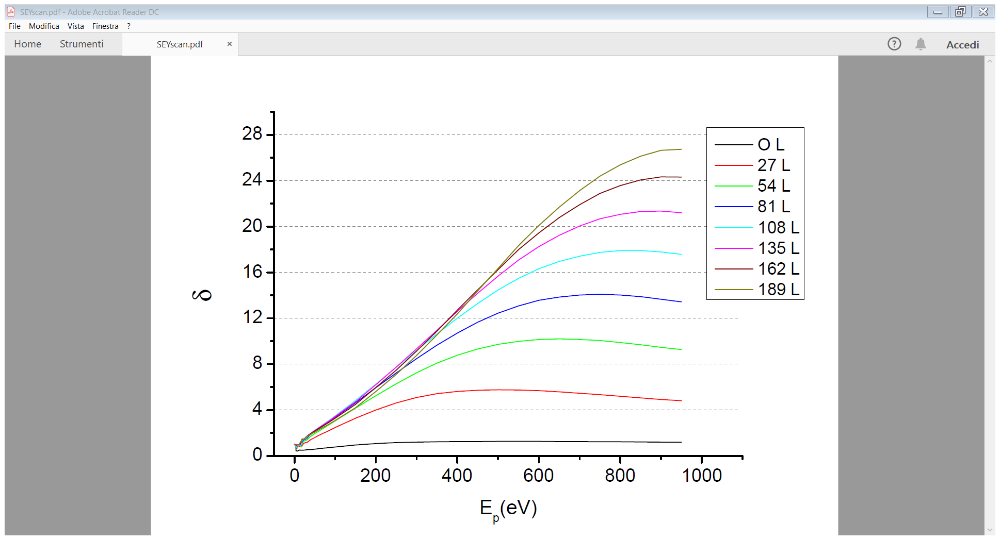 SEYscan.pdf - Adobe Acrobat Reader DC
File Modifica Vista Finestra ?
Home Strumenti SEYscan.pdf × ? Accedi
28
24
20
16
12
8
4
0
δ
0 200 400 600 800 1000
Ep(eV)
O L
27 L
54 L
81 L
108 L
135 L
162 L
189 L